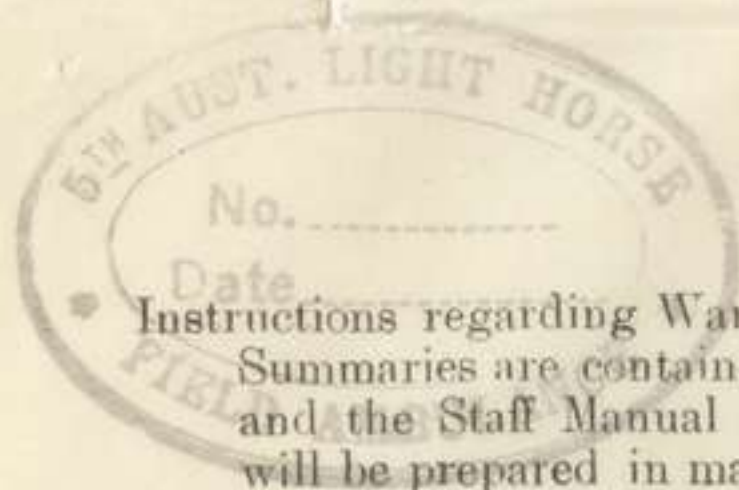 5TH AUST. LIGHT HORSE
No.
Date
FIELD
Instructions regarding War
Summaries are contain
and the Staff Manual
will be prepared in ma